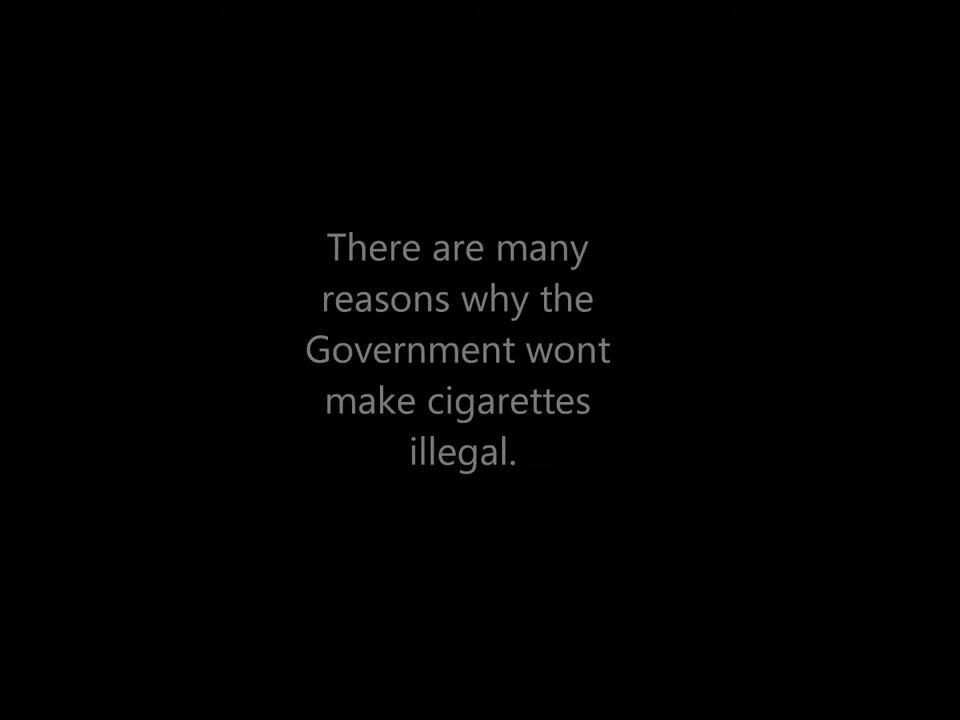 There are many
reasons why the
Government wont
make cigarettes
illegal.